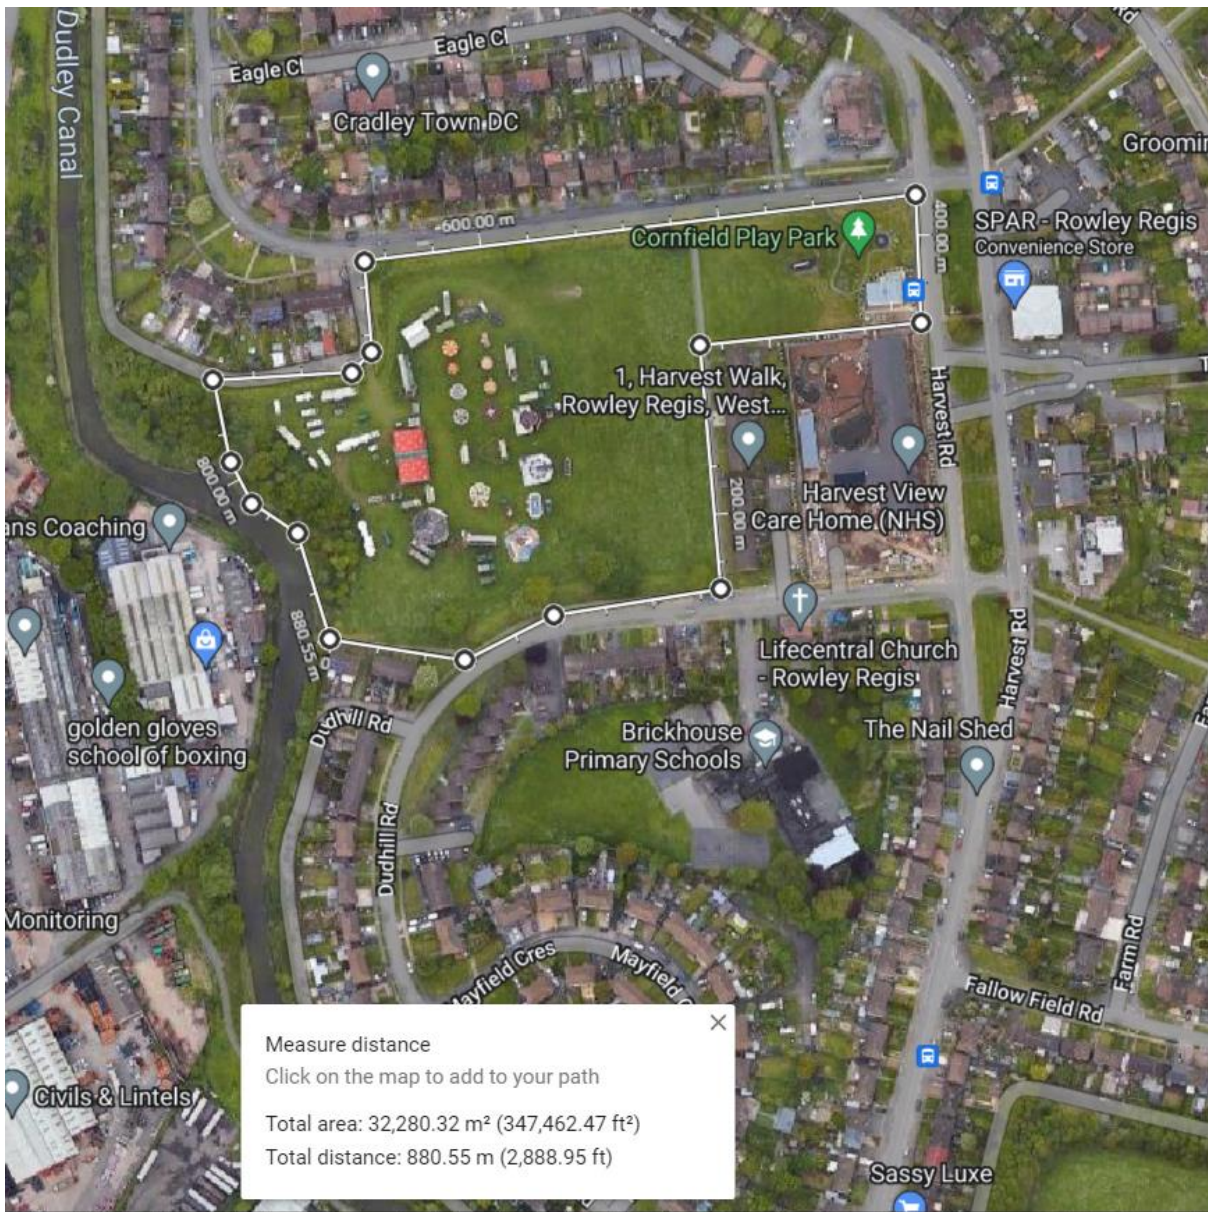 Rd
Dudley Canal
Eagle Cl
Eagle Cl
Cradley Town DC
Groomin
600.00 m
400.00 m
SPAR - Rowley Regis
Convenience Store
Cornfield Play Park
1, Harvest Walk,
Rowley Regis, West...
Harvest Rd
800.00 m
200.00 m
Harvest View
Care Home (NHS)
ans Coaching
880.55 m
Lifecentral Church
- Rowley Regis
Harvest Rd
golden gloves
school of boxing
Dudhill Rd
Brickhouse
Primary Schools
The Nail Shed
Dudhill Rd
Monitoring
Mayfield Cres
Mayfield C
Farm Rd
Fallow Field Rd
Measure distance
Click on the map to add to your path
Total area: 32,280.32 m² (347,462.47 ft²)
Total distance: 880.55 m (2,888.95 ft)
Civils & Lintels
Sassy Luxe